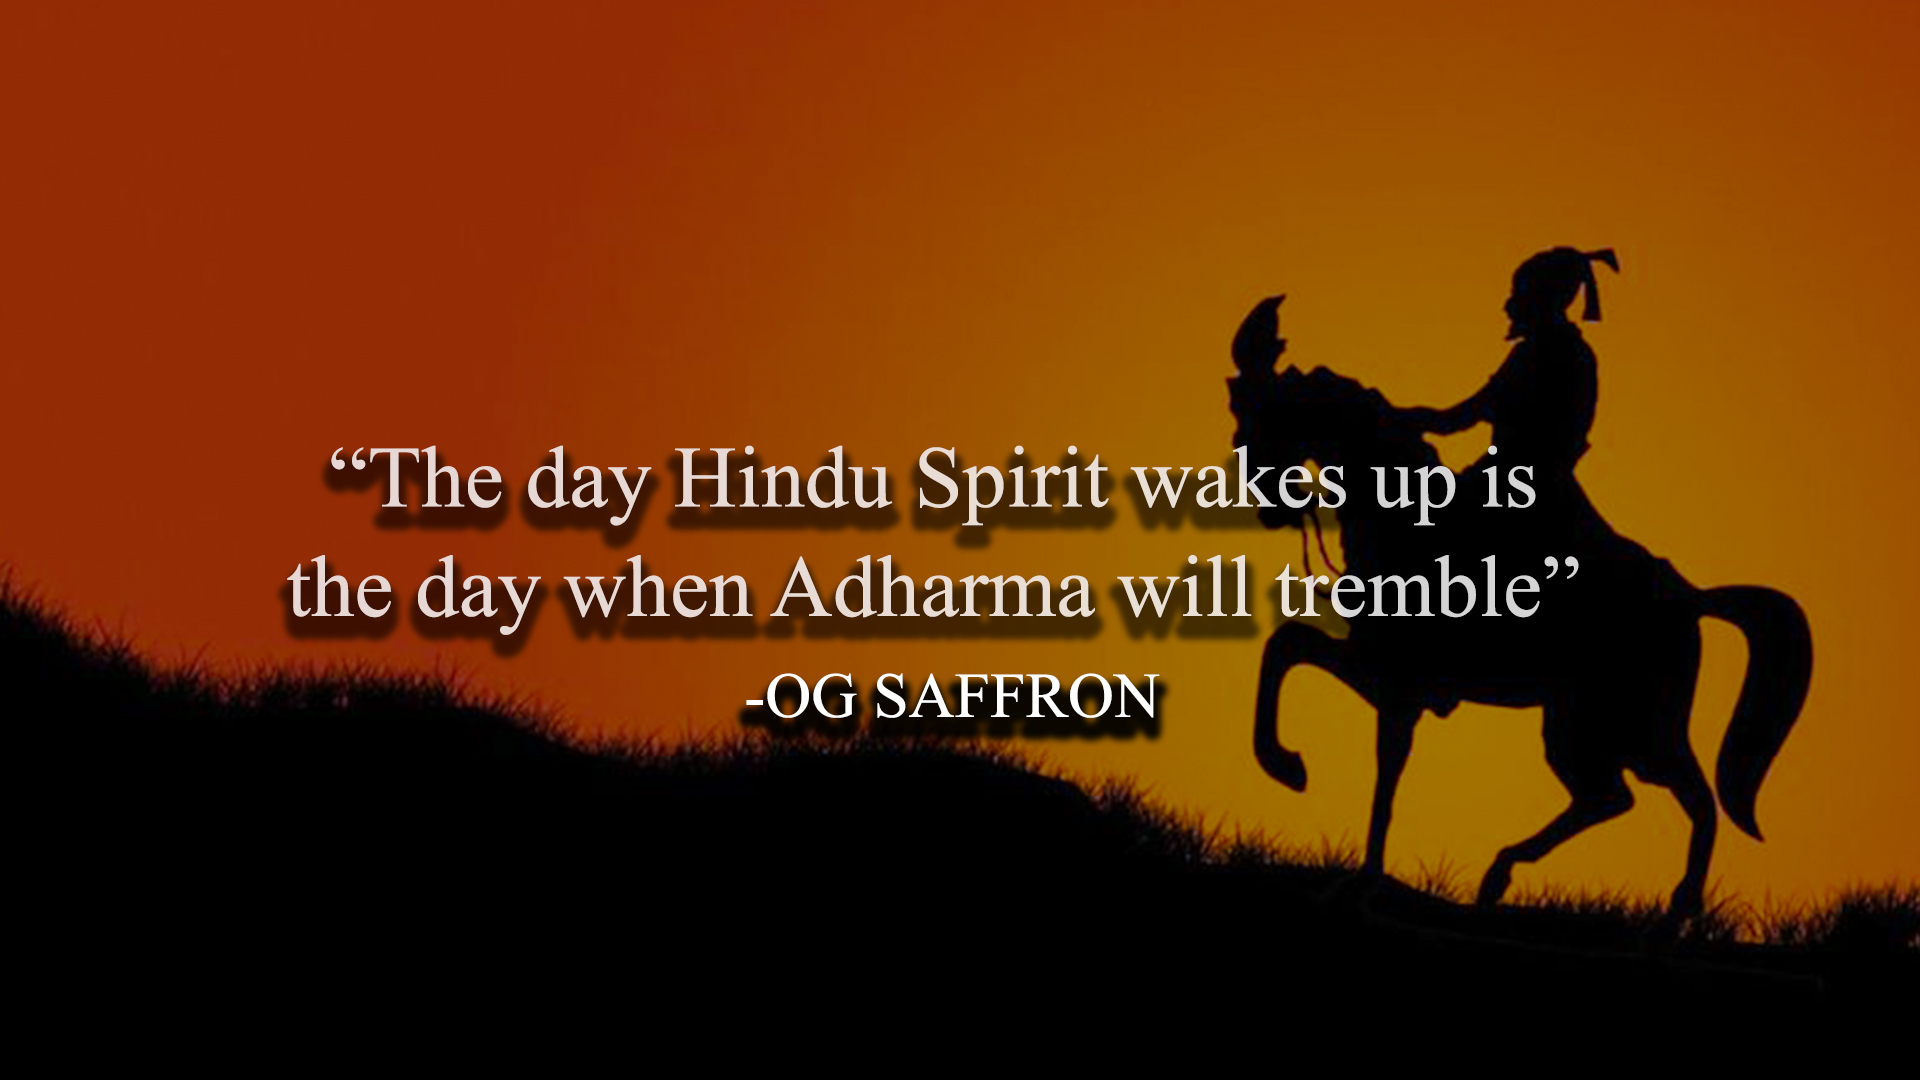 “The day Hindu Spirit wakes up is
the day when Adharma will tremble”
-OG SAFFRON